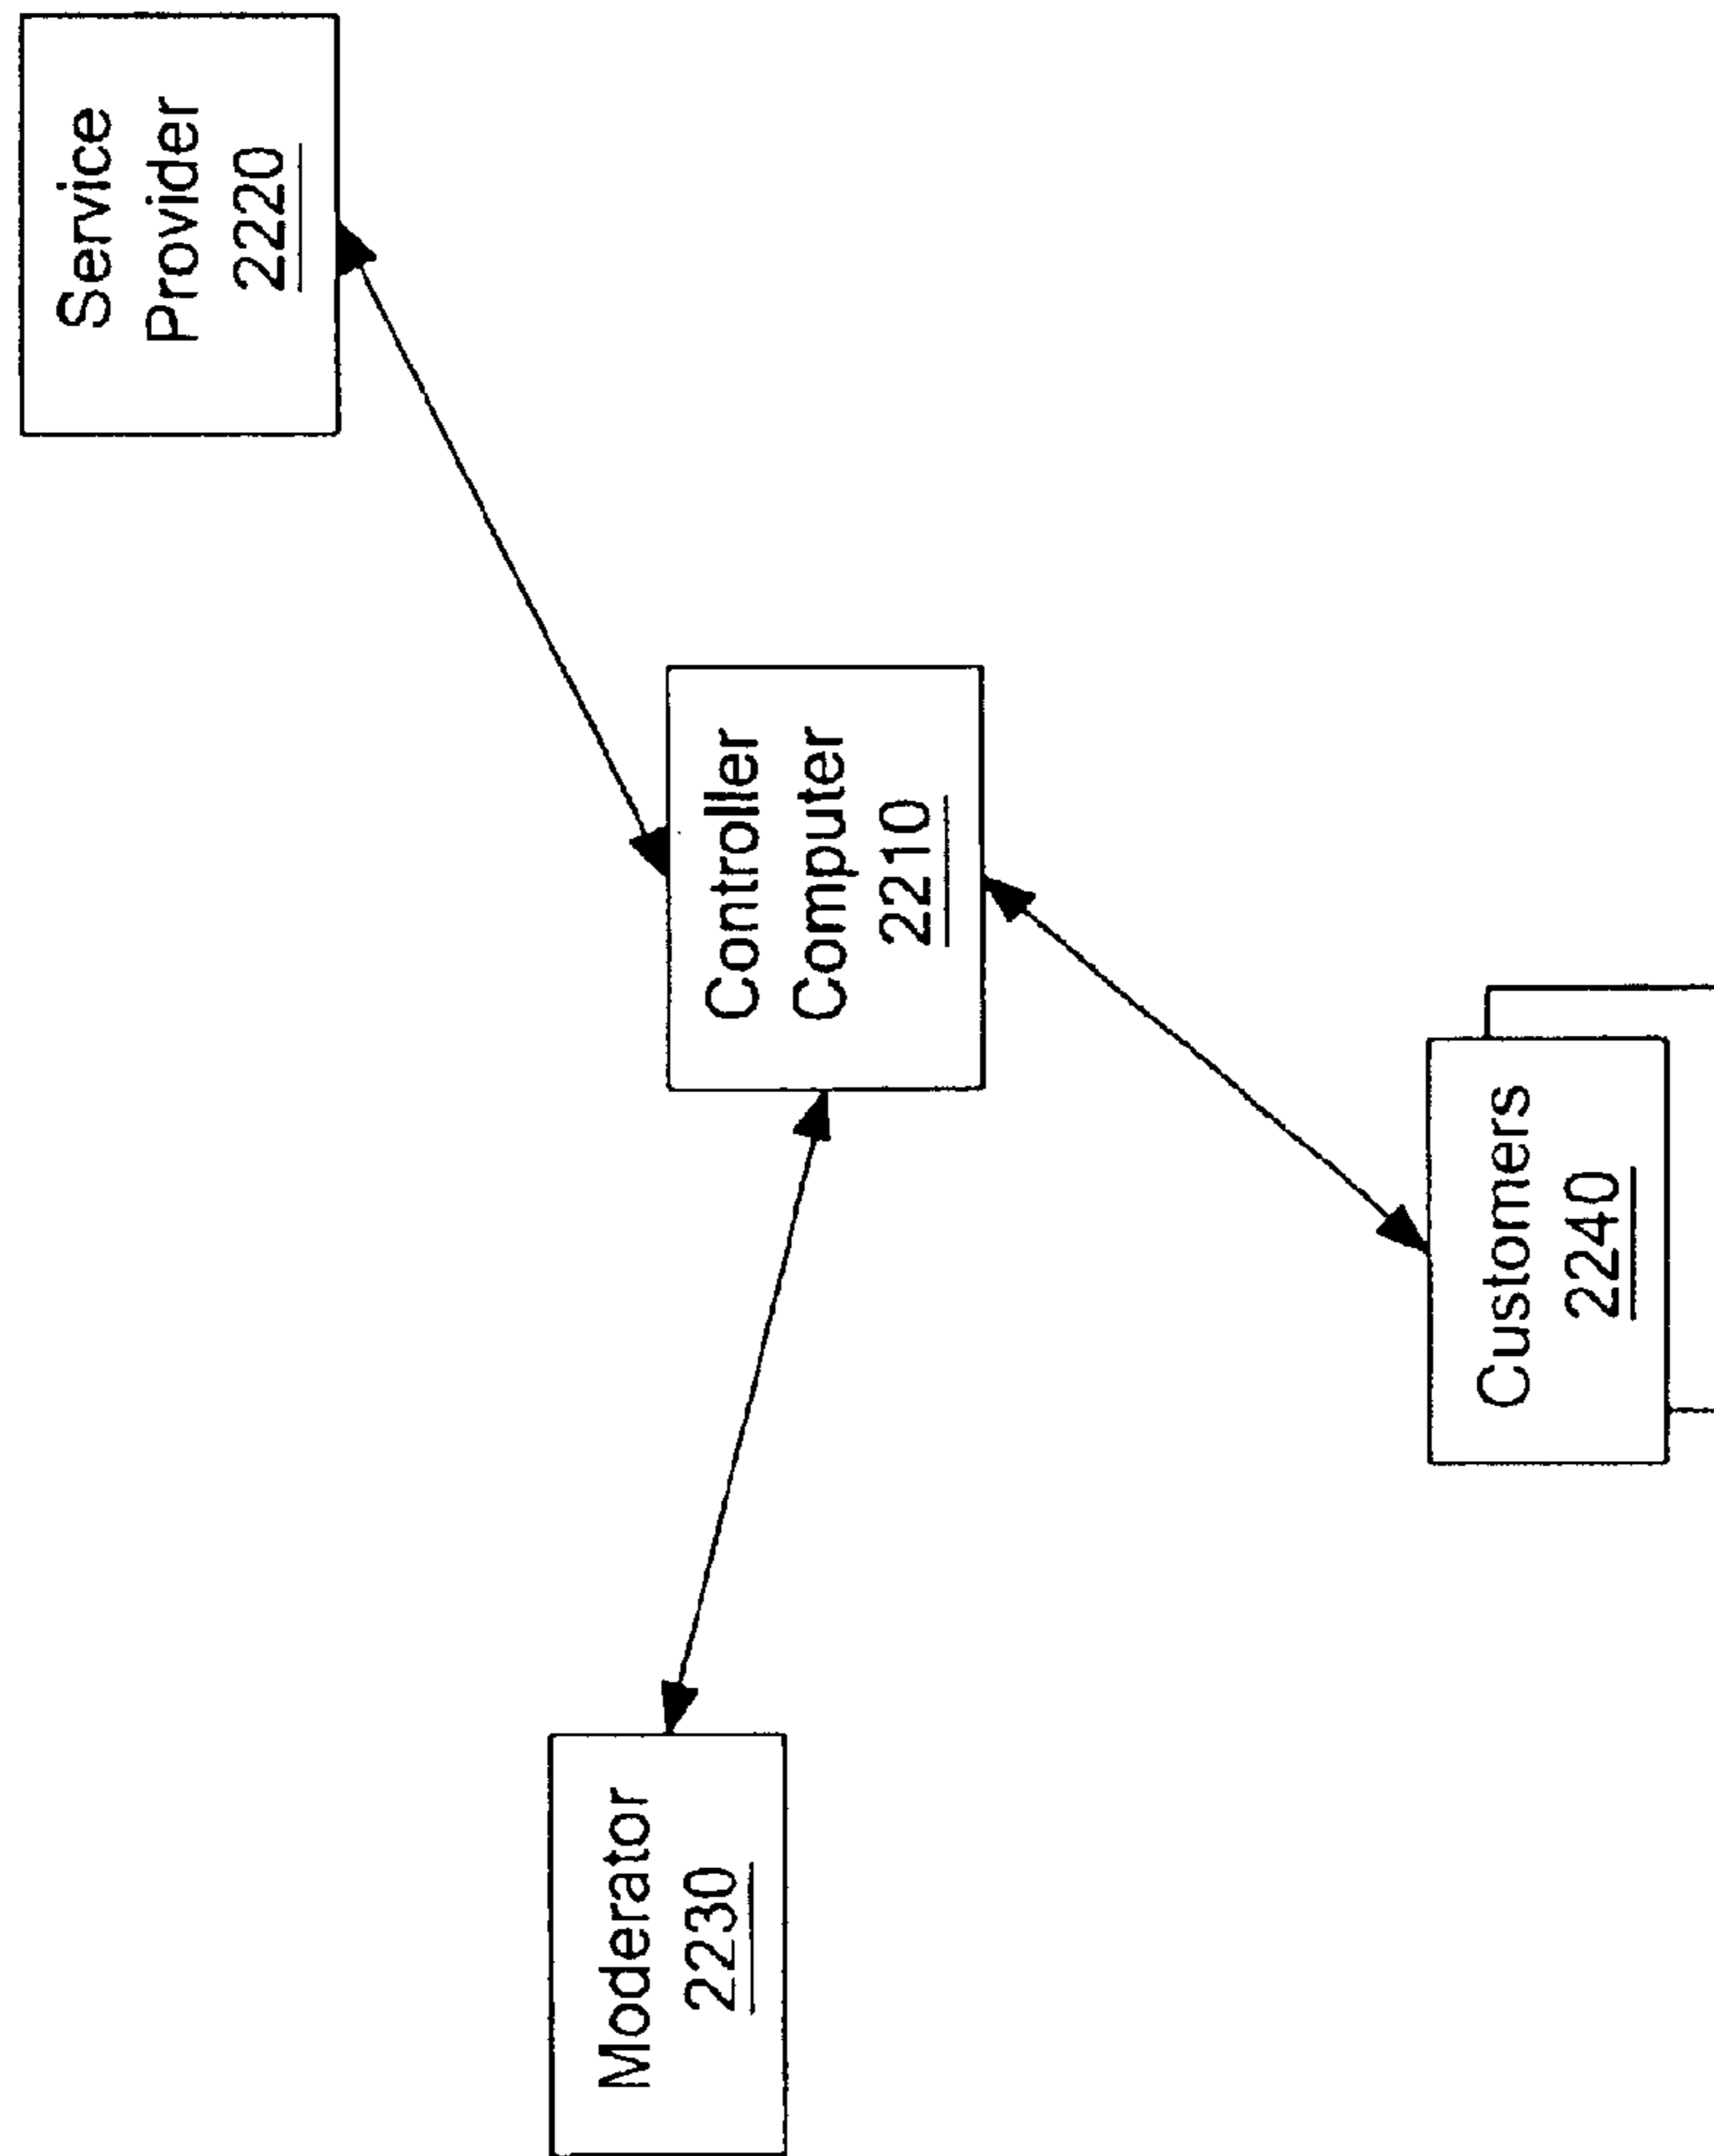 Service
Provider
2220
Controller
Computer
2210
Customers
2240
Moderator
2230